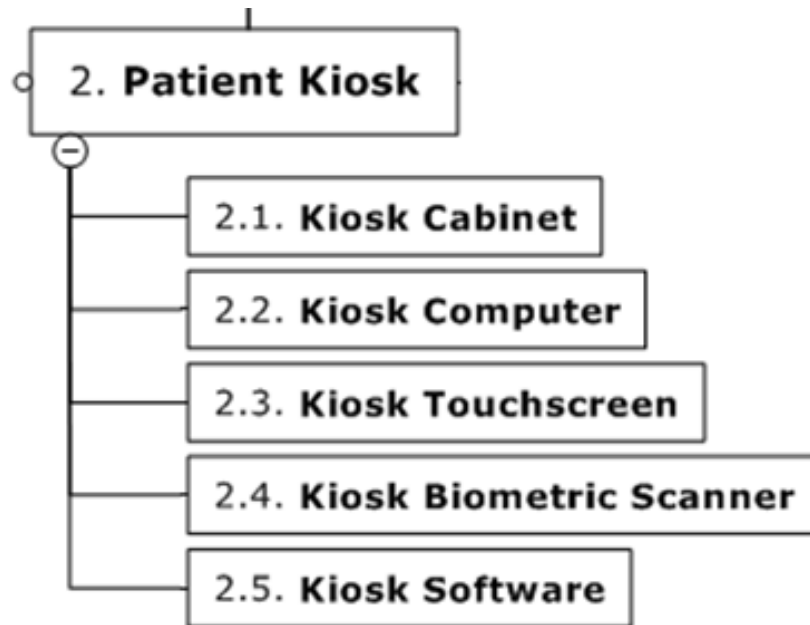 2. Patient Kiosk
2.1. Kiosk Cabinet
2.2. Kiosk Computer
2.3. Kiosk Touchscreen
2.4. Kiosk Biometric Scanner
2.5. Kiosk Software